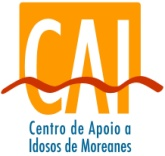 CAI
Centro de Apoio a
Idosos de Moreanes